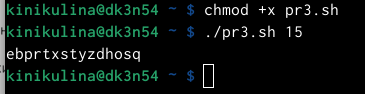 kinikulina@dk3n54 ~ $ chmod +x pr3.sh
kinikulina@dk3n54 ~ $ ./pr3.sh 15
ebprtxstyzdhosq
kinikulina@dk3n54 ~ $